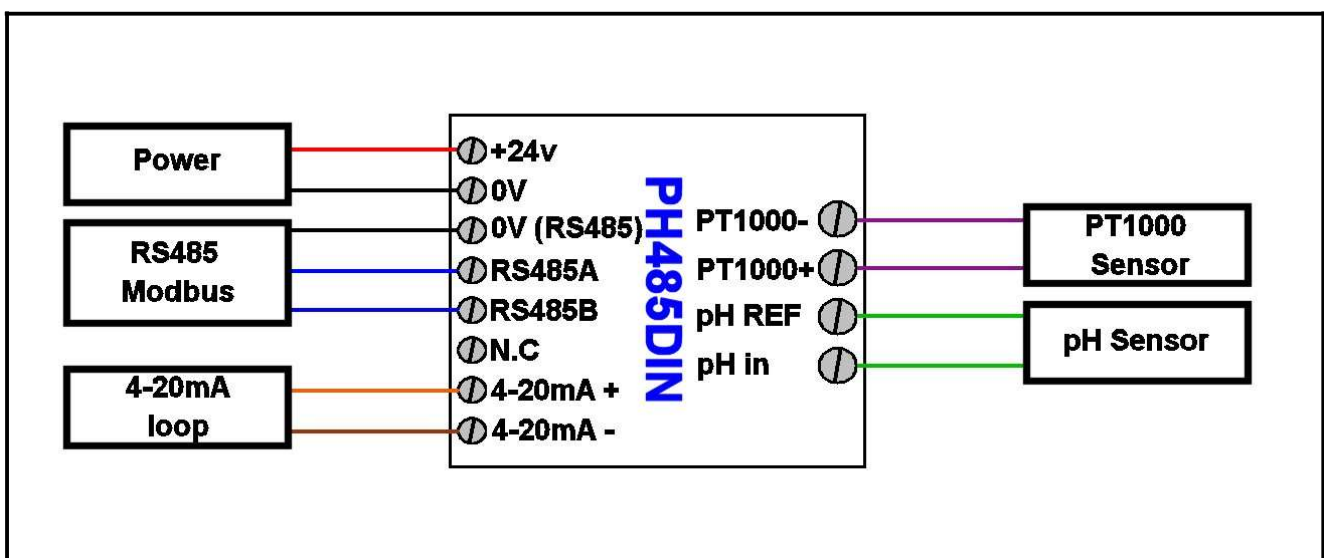 Power
RS485
Modbus
4-20mA
loop
+24v
0V
0V (RS485)
RS485A
RS485B
N.C
4-20mA +
4-20mA -
PH485DIN
PT1000-
PT1000+
pH REF
pH in
PT1000
Sensor
pH Sensor